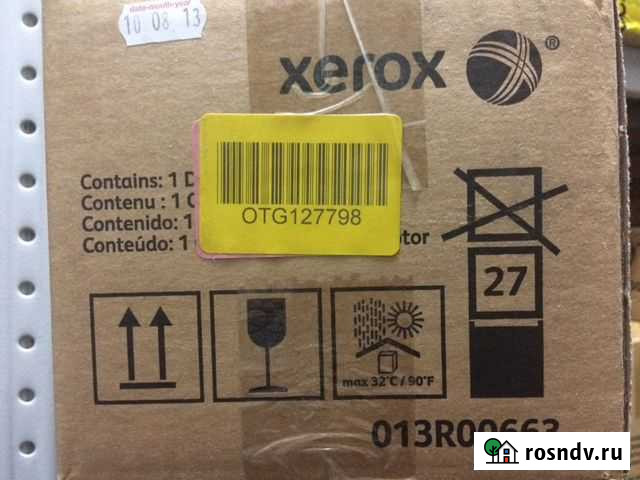 date-month-year
10 08 13
xerox ®
Contains: 1 D
Contenu : 1
Contenido: 1
Conteúdo: 1 otor
OTG127798
27
max 32°C / 90°F
013R00663
rosndv.ru